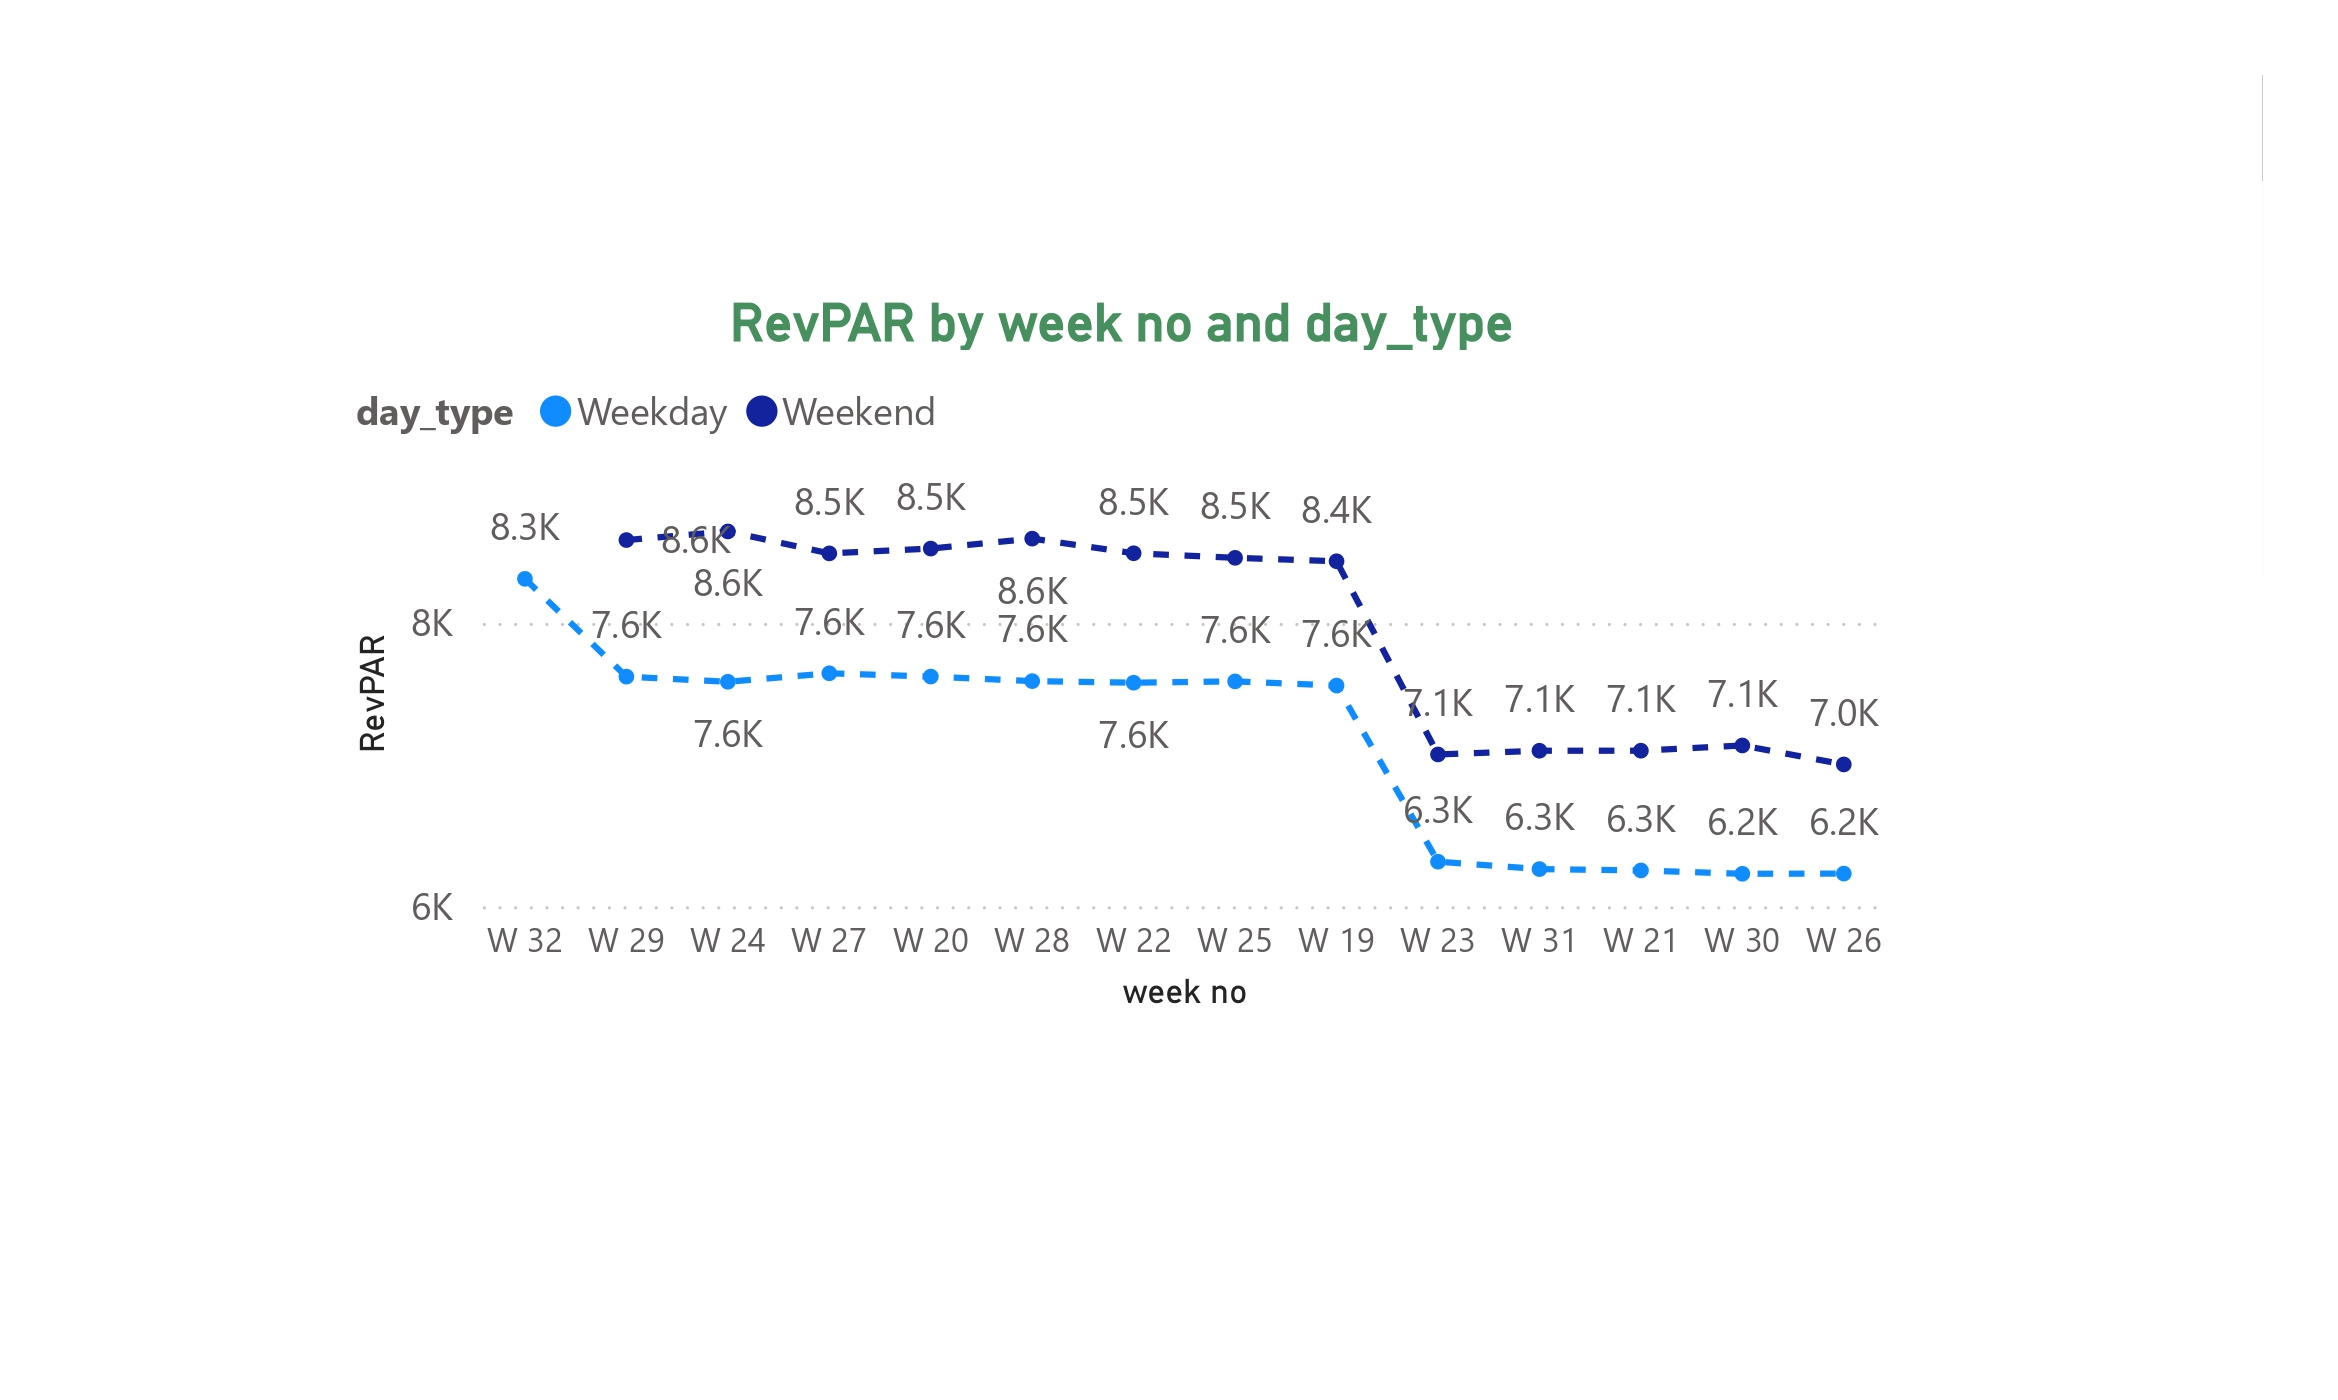 RevPAR by week no and day_type
day_type Weekday Weekend
8.3K 8.6K 8.6K 8.5K 8.5K 8.6K 8.5K 8.5K 8.4K
8K
7.6K 7.6K 7.6K 7.6K 7.6K 7.6K 7.6K 7.6K
7.1K 7.1K 7.1K 7.1K 7.0K
6.3K 6.3K 6.3K 6.2K 6.2K
RevPAR
6K
W 32 W 29 W 24 W 27 W 20 W 28 W 22 W 25 W 19 W 23 W 31 W 21 W 30 W 26
week no